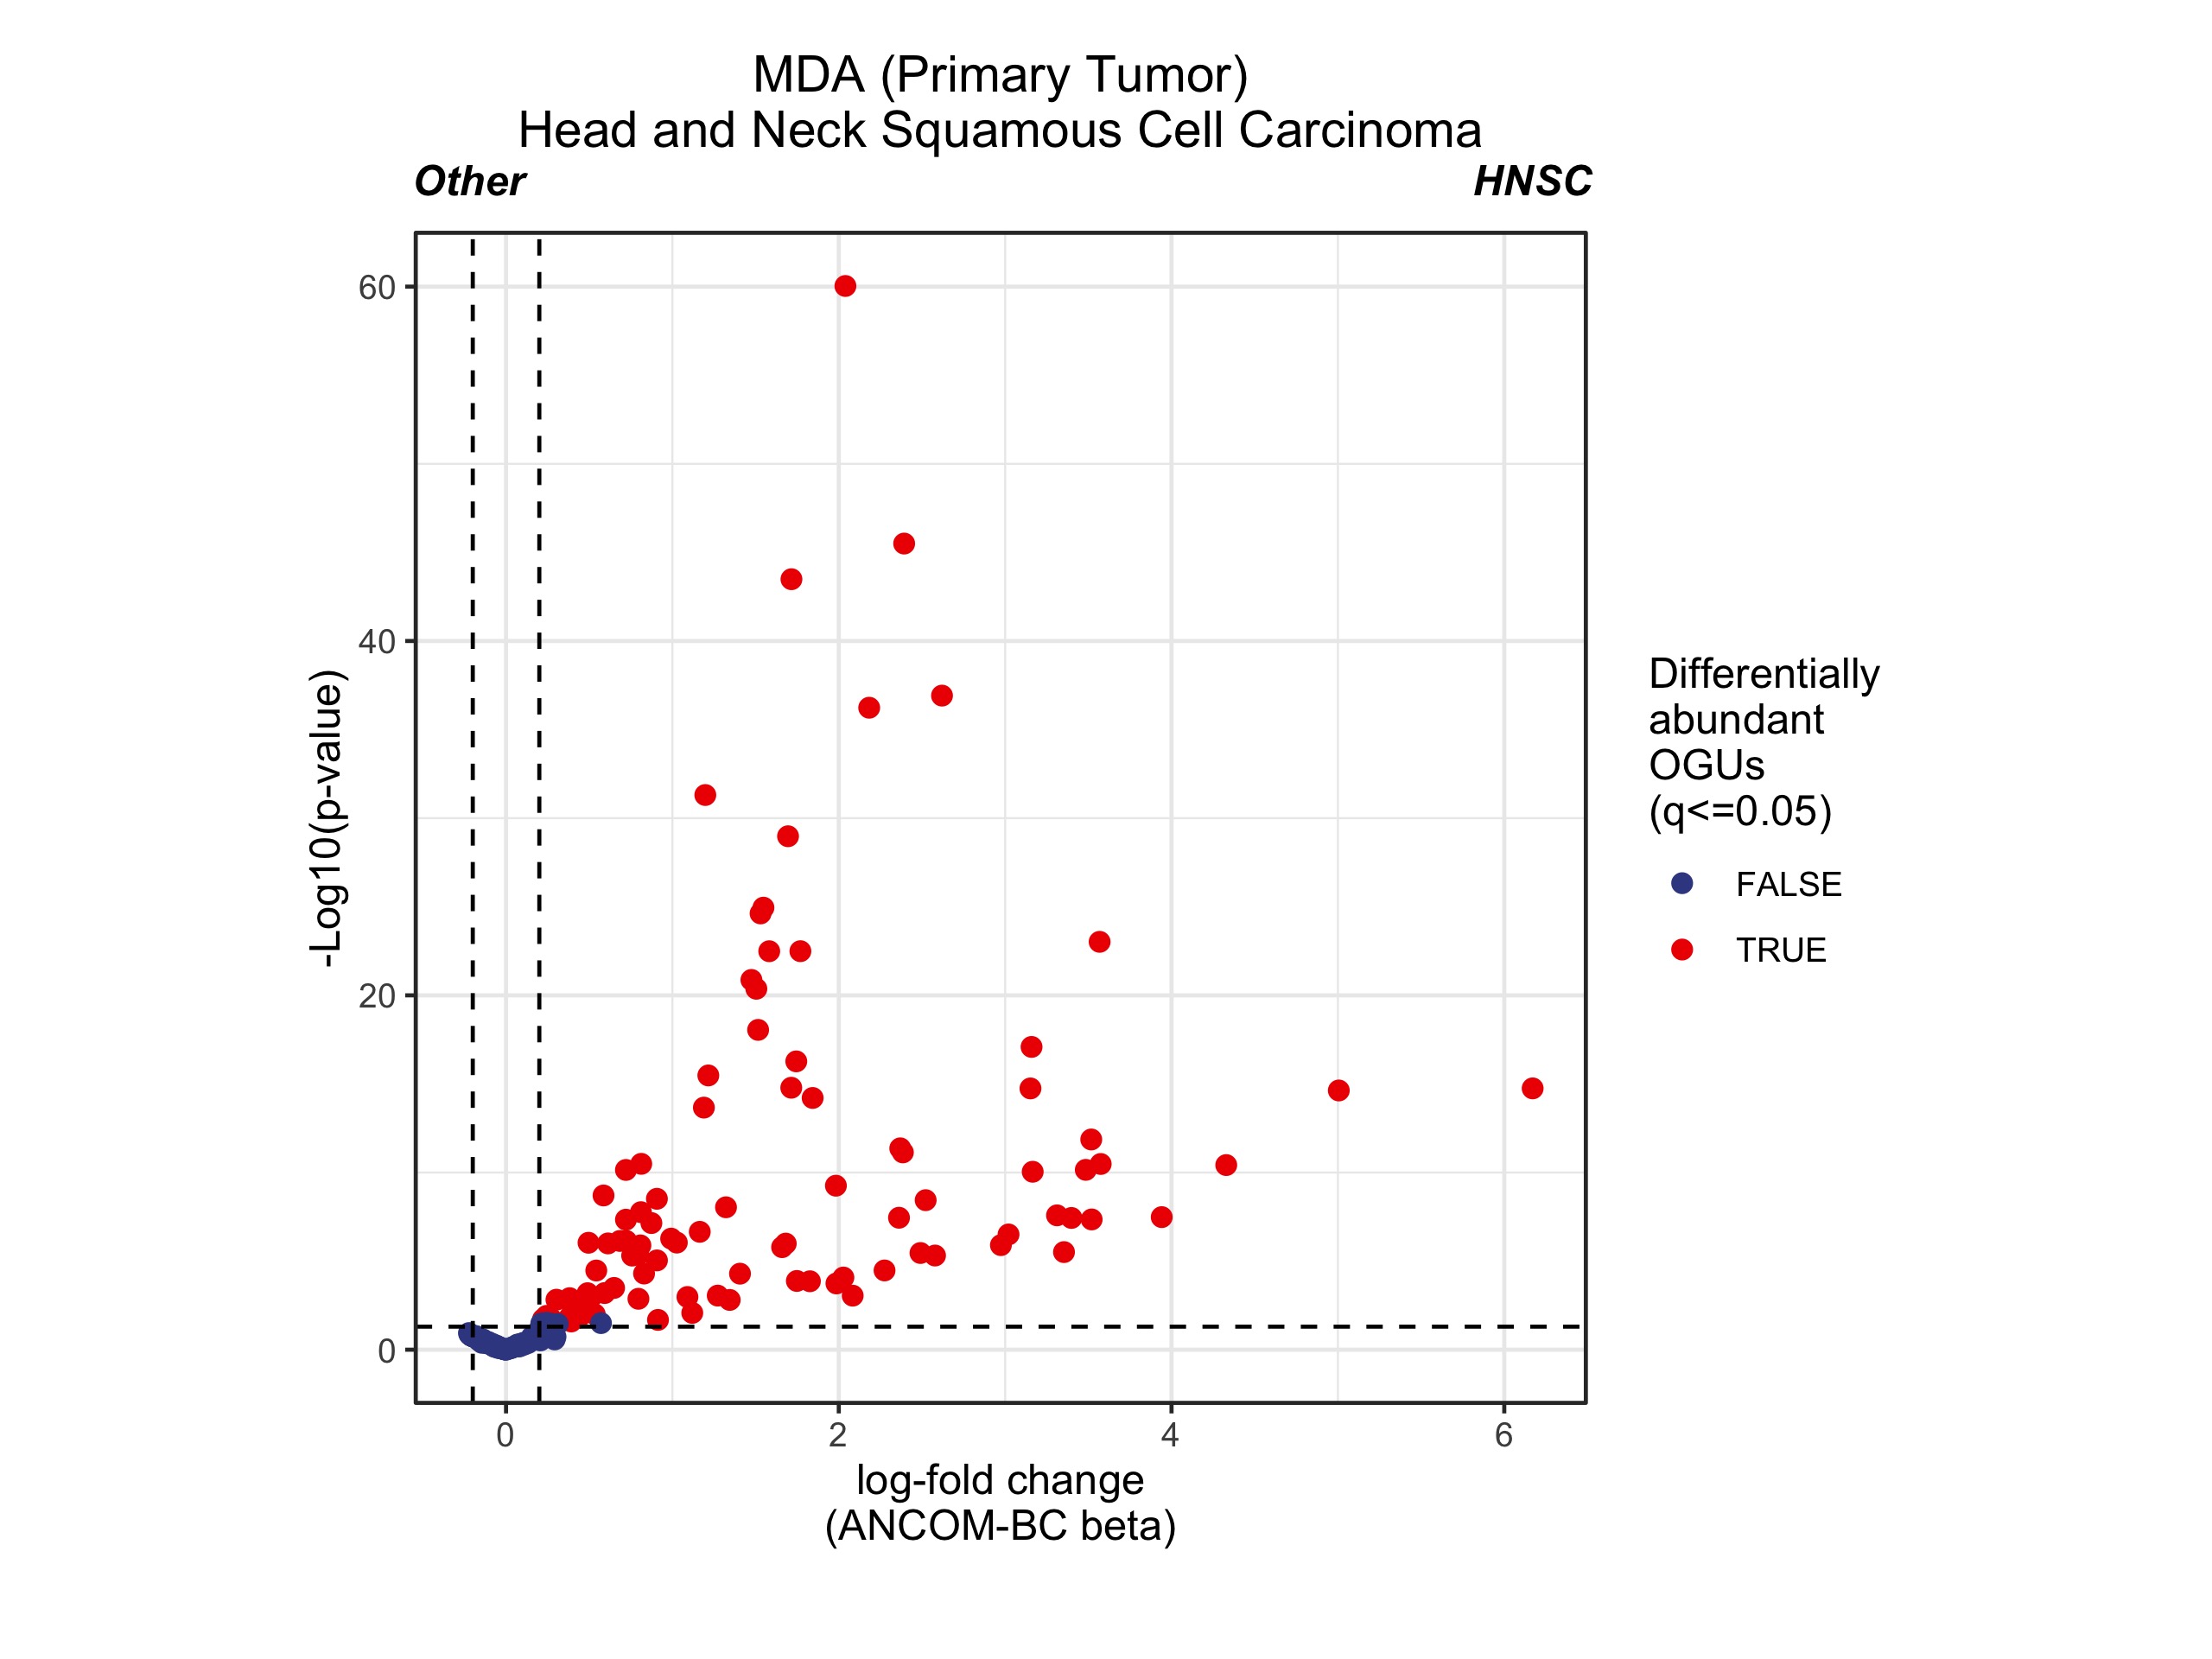 MDA (Primary Tumor)
Head and Neck Squamous Cell Carcinoma
Other
HNSC
60
40
20
0
-Log10(p-value)
0
2
4
6
log-fold change
(ANCOM-BC beta)
Differentially
abundant
OGUs
(q<=0.05)
FALSE
TRUE